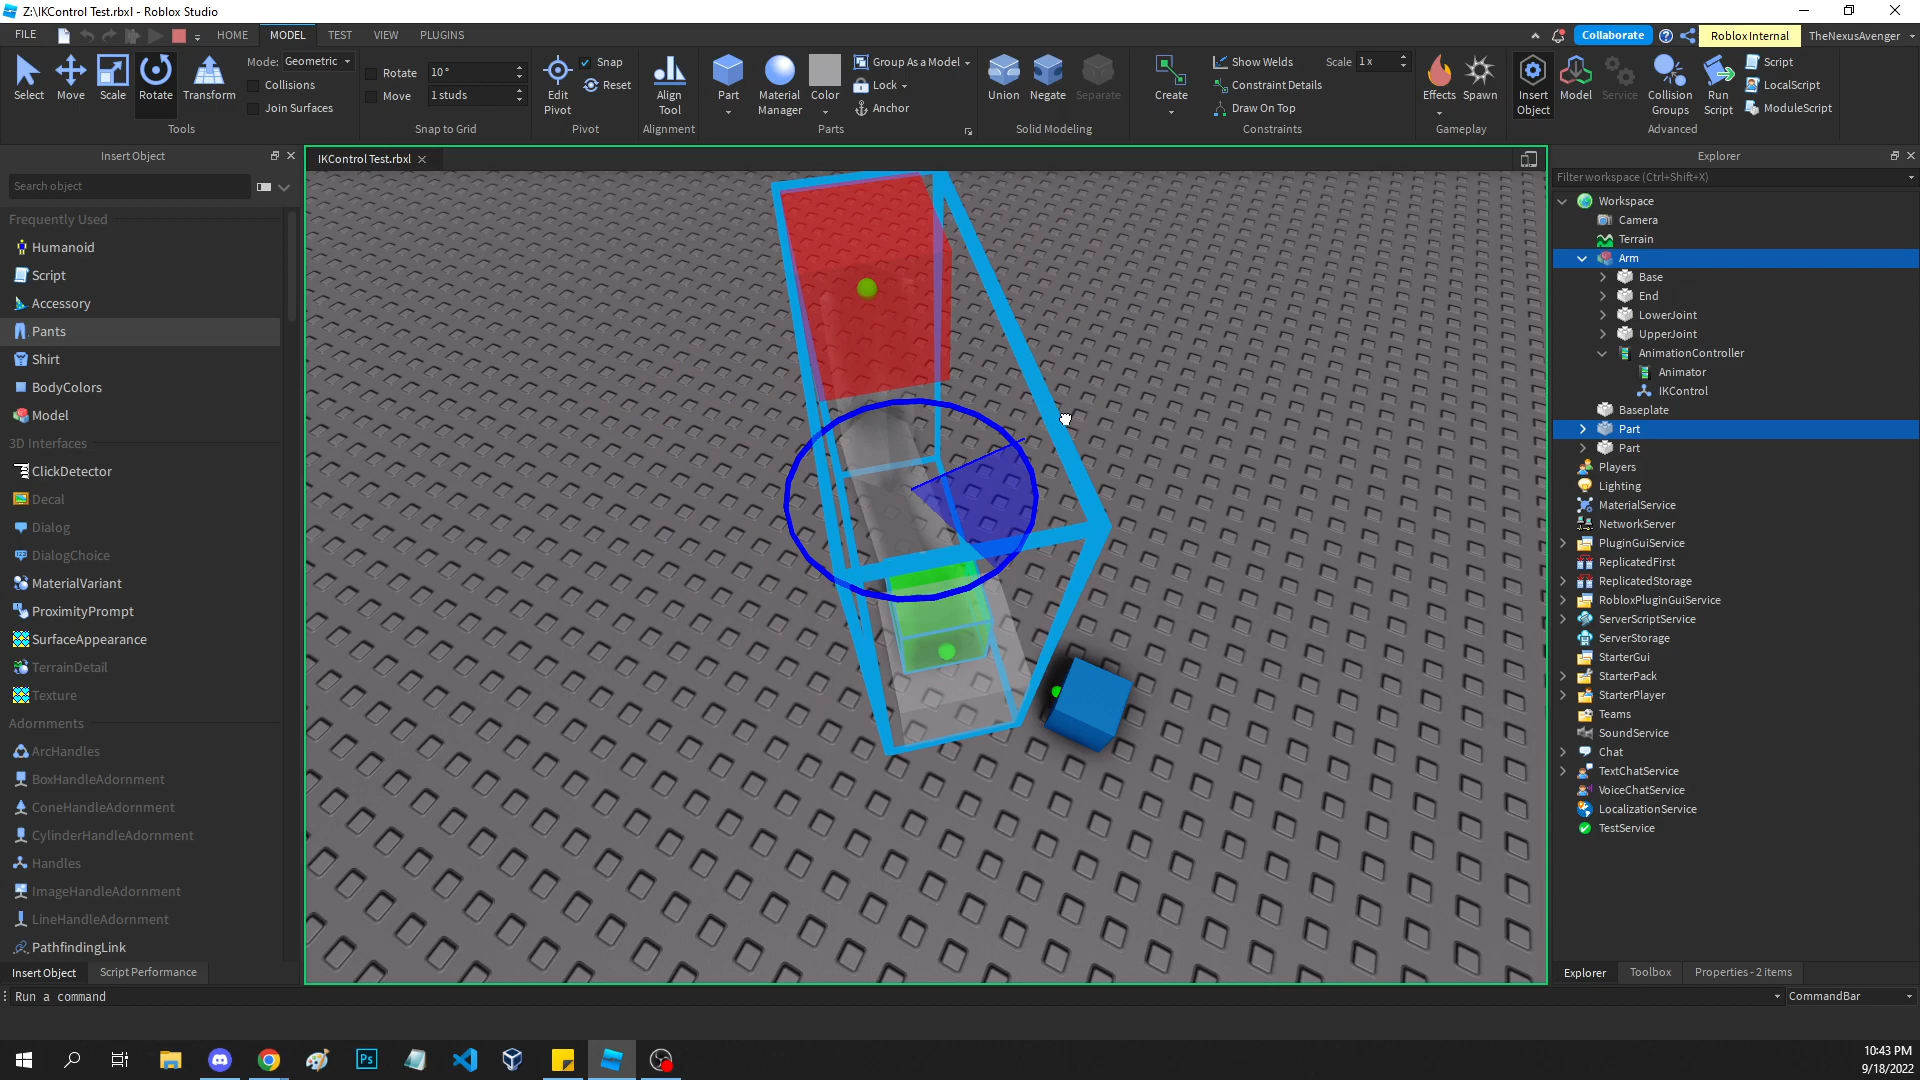 Z:\IKControl Test.rbxl - Roblox Studio
FILE HOME MODEL TEST VIEW PLUGINS
Collaborate Roblox Internal TheNexusAvenger
Select Move Scale Rotate Transform
Mode: Geometric
Collisions
Join Surfaces
Tools
Rotate 10°
Move 1 studs
Snap to Grid
Edit Pivot
Snap
Reset
Pivot
Align Tool
Alignment
Part Material Manager Color
Group As a Model
Lock
Anchor
Parts
Union Negate Separate
Solid Modeling
Create
Show Welds Scale 1 x
Constraint Details
Draw On Top
Constraints
Effects Spawn
Gameplay
Insert Object Model Service Collision Groups Run Script
Script
LocalScript
ModuleScript
Advanced
Insert Object
Search object
Frequently Used
Humanoid
Script
Accessory
Pants
Shirt
BodyColors
Model
3D Interfaces
ClickDetector
Decal
Dialog
DialogChoice
MaterialVariant
ProximityPrompt
SurfaceAppearance
TerrainDetail
Texture
Adornments
ArcHandles
BoxHandleAdornment
ConeHandleAdornment
CylinderHandleAdornment
Handles
ImageHandleAdornment
LineHandleAdornment
PathfindingLink
Insert Object Script Performance
IKControl Test.rbxl
Explorer
Filter workspace (Ctrl+Shift+X)
Workspace
Camera
Terrain
Arm
Base
End
LowerJoint
UpperJoint
AnimationController
Animator
IKControl
Baseplate
Part
Part
Players
Lighting
MaterialService
NetworkServer
PluginGuiService
ReplicatedFirst
ReplicatedStorage
RobloxPluginGuiService
ServerScriptService
ServerStorage
StarterGui
StarterPack
StarterPlayer
Teams
SoundService
Chat
TextChatService
VoiceChatService
LocalizationService
TestService
Explorer Toolbox Properties - 2 items
Run a command
CommandBar
Ps
10:43 PM
9/18/2022